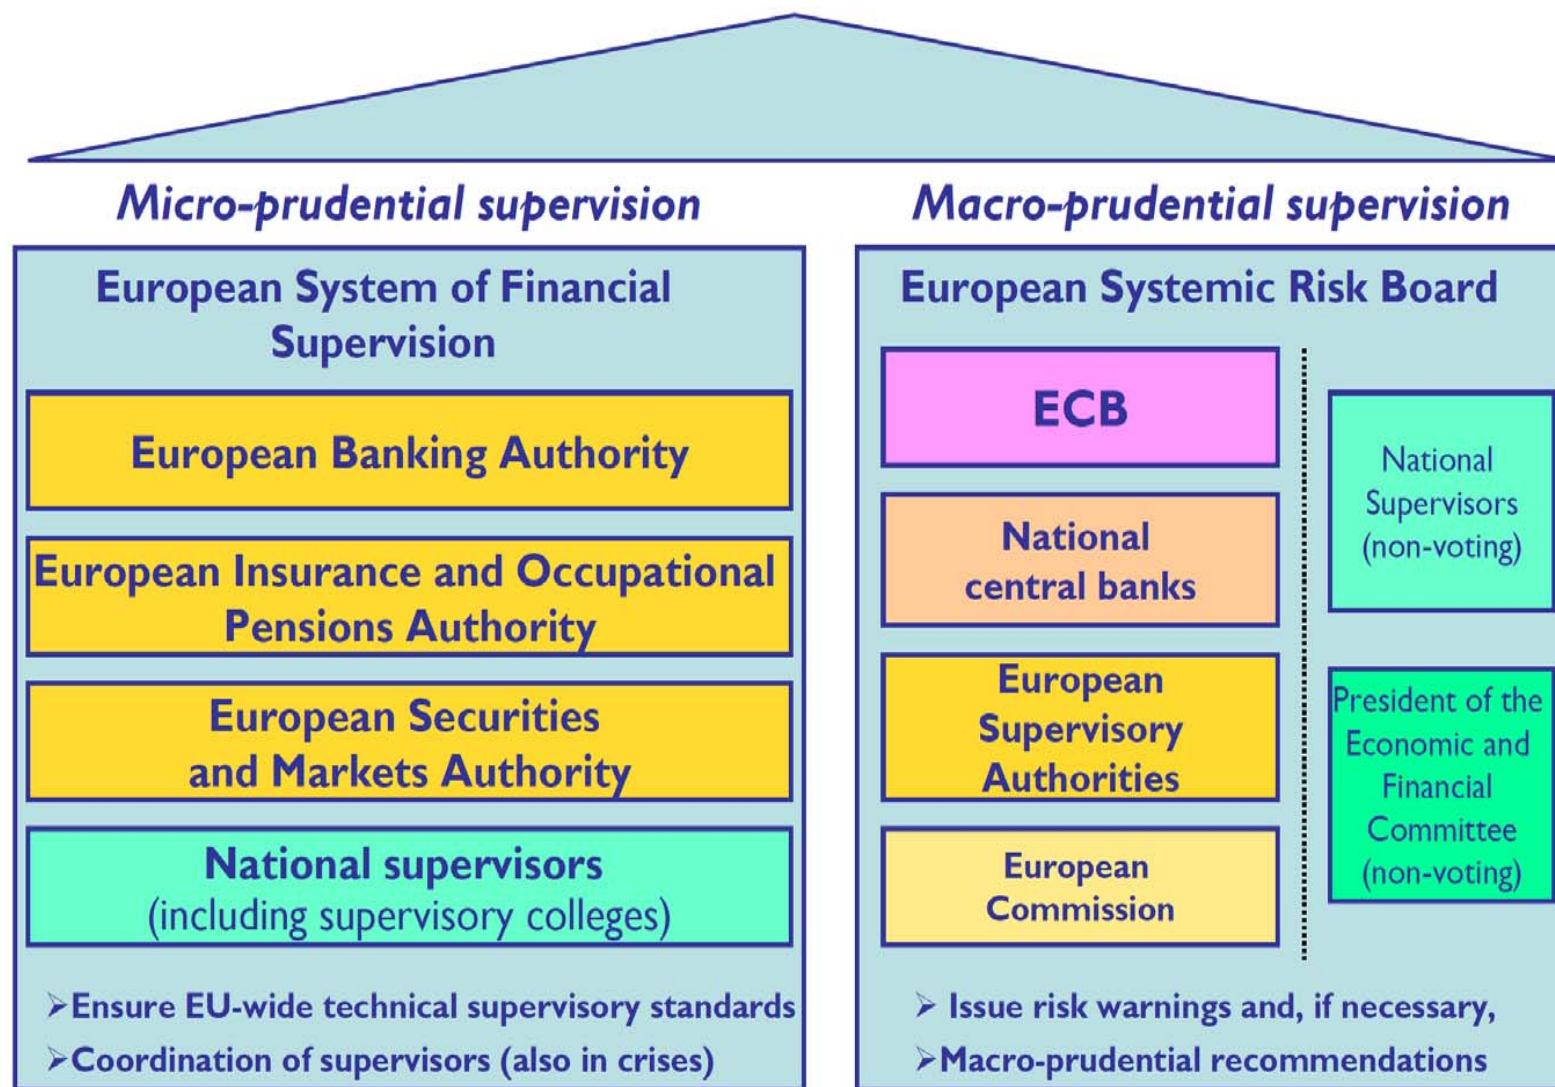 Micro-prudential supervision
European System of Financial
Supervision
European Banking Authority
European Insurance and Occupational
Pensions Authority
European Securities
and Markets Authority
National supervisors
(including supervisory colleges)
➢Ensure EU-wide technical supervisory standards
➢Coordination of supervisors (also in crises)
Macro-prudential supervision
European Systemic Risk Board
ECB
National
central banks
European
Supervisory
Authorities
European
Commission
National
Supervisors
(non-voting)
President of the
Economic and
Financial
Committee
(non-voting)
➢ Issue risk warnings and, if necessary,
➢Macro-prudential recommendations